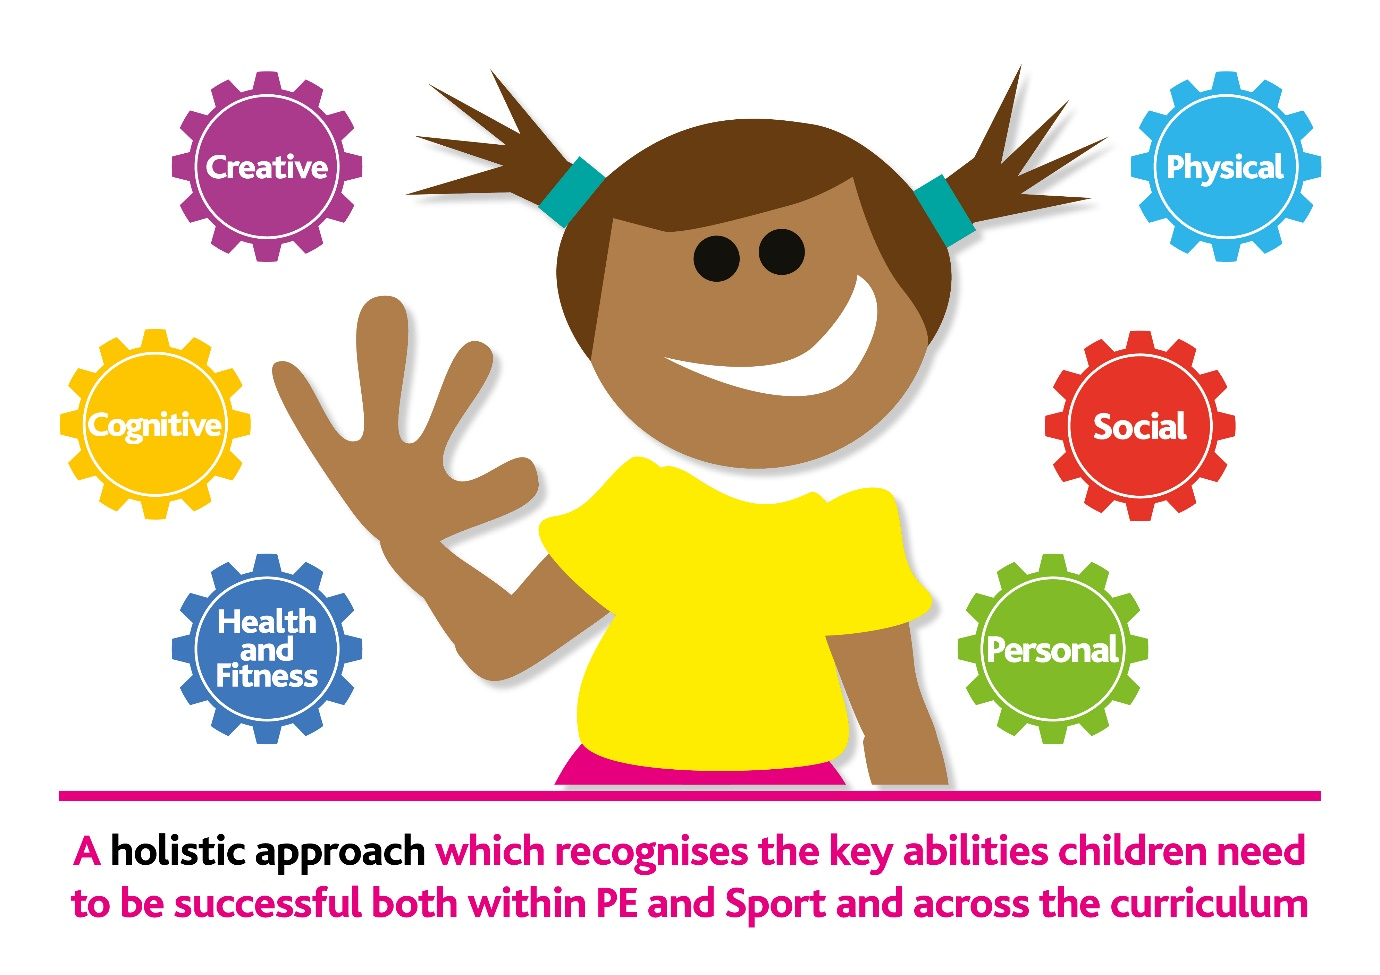 Creative
Physical
Cognitive
Social
Health
and
Fitness
Personal
A holistic approach which recognises the key abilities children need
to be successful both within PE and Sport and across the curriculum